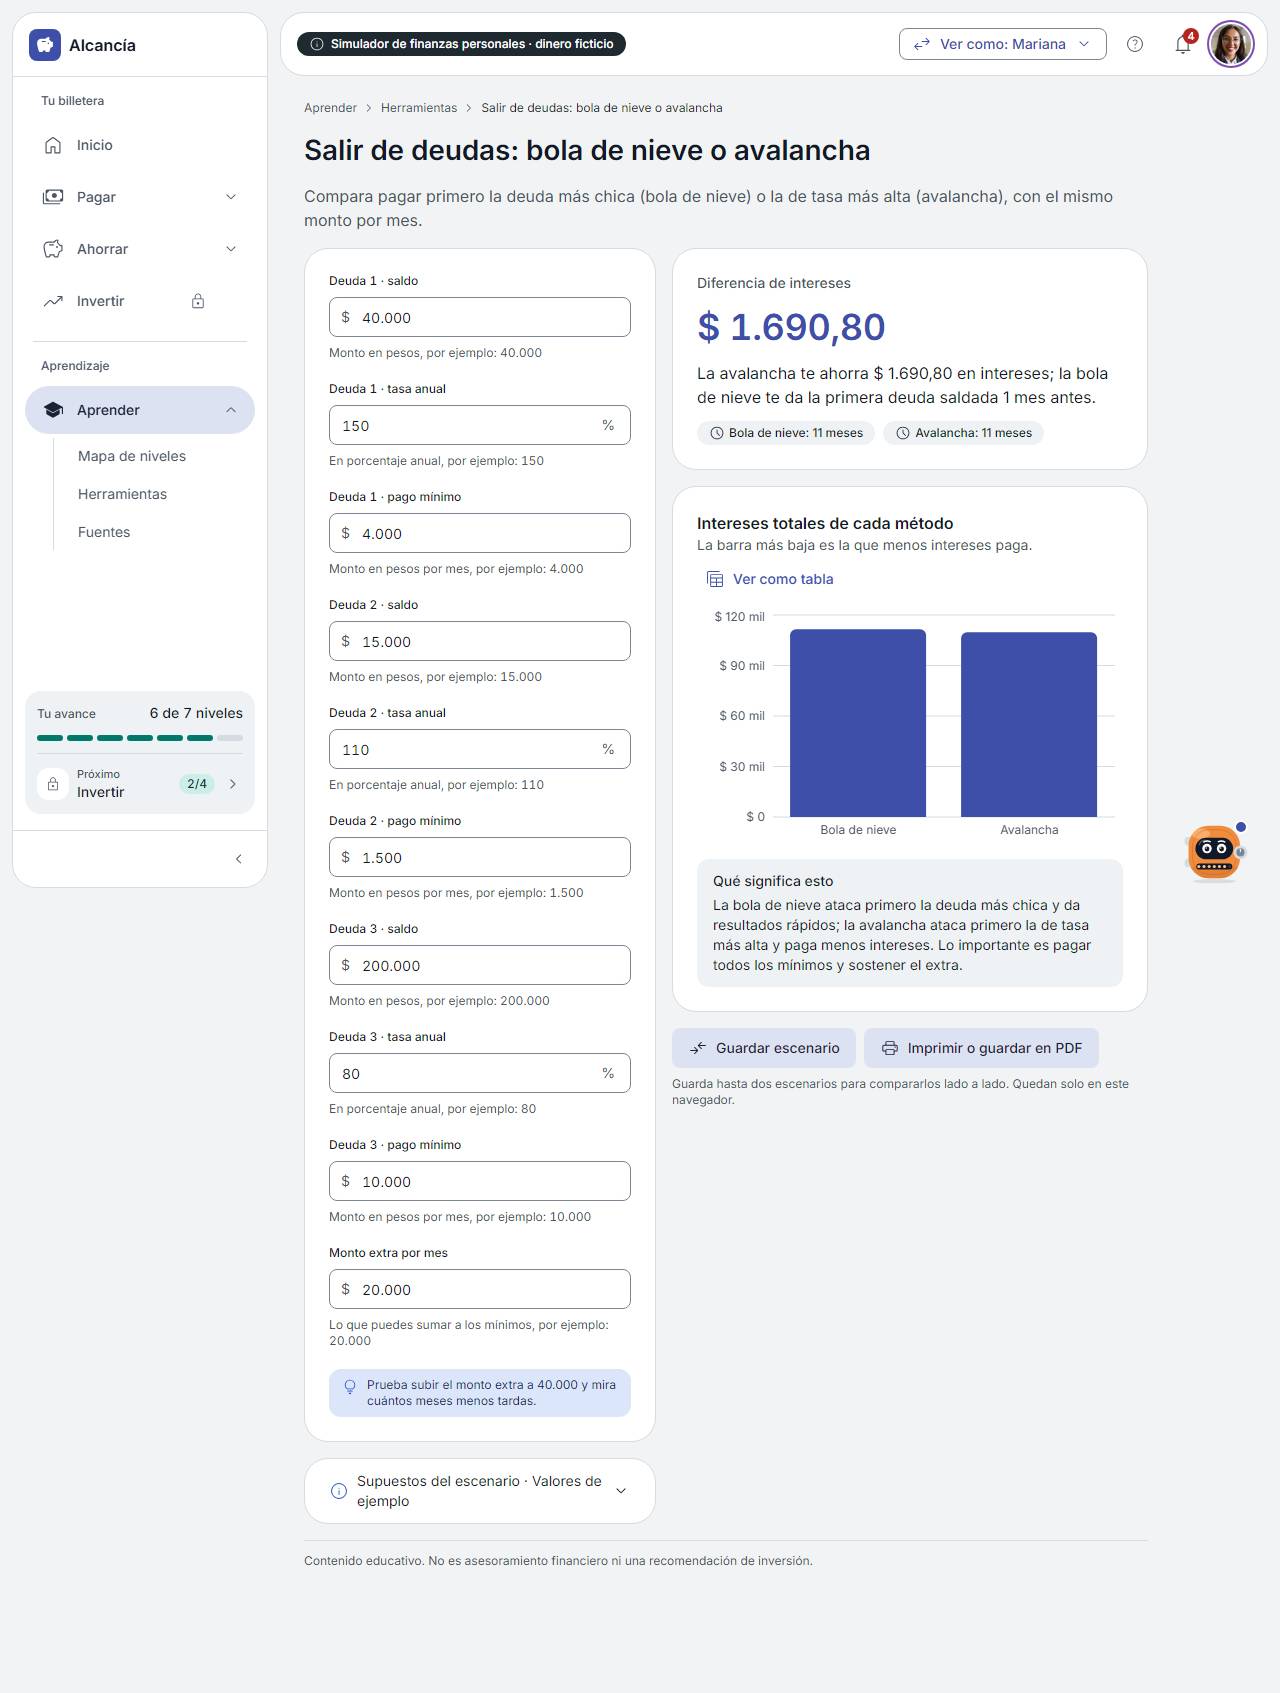 Alcancía
Tu billetera
Inicio
Pagar
Ahorrar
Invertir
Aprendizaje
Aprender
Mapa de niveles
Herramientas
Fuentes
Tu avance
6 de 7 niveles
Próximo
Invertir
2/4
Simulador de finanzas personales · dinero ficticio
Ver como: Mariana
4
Aprender > Herramientas > Salir de deudas: bola de nieve o avalancha
Salir de deudas: bola de nieve o avalancha
Compara pagar primero la deuda más chica (bola de nieve) o la de tasa más alta (avalancha), con el mismo
monto por mes.
Deuda 1 · saldo
$ 40.000
Monto en pesos, por ejemplo: 40.000
Deuda 1 · tasa anual
150 %
En porcentaje anual, por ejemplo: 150
Deuda 1 · pago mínimo
$ 4.000
Monto en pesos por mes, por ejemplo: 4.000
Deuda 2 · saldo
$ 15.000
Monto en pesos, por ejemplo: 15.000
Deuda 2 · tasa anual
110 %
En porcentaje anual, por ejemplo: 110
Deuda 2 · pago mínimo
$ 1.500
Monto en pesos por mes, por ejemplo: 1.500
Deuda 3 · saldo
$ 200.000
Monto en pesos, por ejemplo: 200.000
Deuda 3 · tasa anual
80 %
En porcentaje anual, por ejemplo: 80
Deuda 3 · pago mínimo
$ 10.000
Monto en pesos por mes, por ejemplo: 10.000
Monto extra por mes
$ 20.000
Lo que puedes sumar a los mínimos, por ejemplo:
20.000
Prueba subir el monto extra a 40.000 y mira
cuántos meses menos tardas.
Supuestos del escenario · Valores de
ejemplo
Diferencia de intereses
$ 1.690,80
La avalancha te ahorra $ 1.690,80 en intereses; la bola
de nieve te da la primera deuda saldada 1 mes antes.
Bola de nieve: 11 meses
Avalancha: 11 meses
Intereses totales de cada método
La barra más baja es la que menos intereses paga.
Ver como tabla
$ 120 mil
$ 90 mil
$ 60 mil
$ 30 mil
$ 0
Bola de nieve
Avalancha
Qué significa esto
La bola de nieve ataca primero la deuda más chica y da
resultados rápidos; la avalancha ataca primero la de tasa
más alta y paga menos intereses. Lo importante es pagar
todos los mínimos y sostener el extra.
Guardar escenario
Imprimir o guardar en PDF
Guarda hasta dos escenarios para compararlos lado a lado. Quedan solo en este
navegador.
Contenido educativo. No es asesoramiento financiero ni una recomendación de inversión.